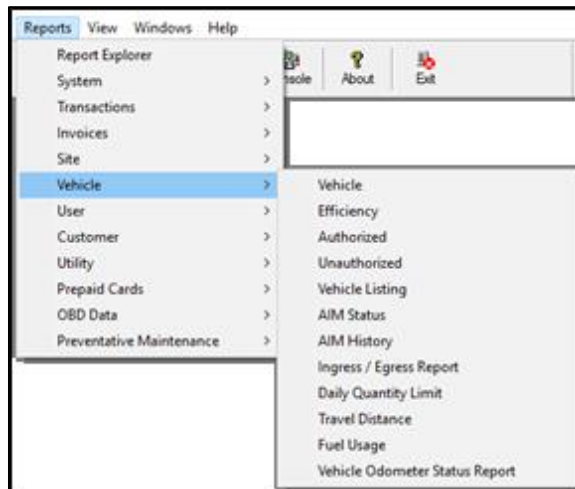 Reports View Windows Help
Report Explorer
System
Transactions
Invoices
Site
Vehicle
User
Customer
Utility
Prepaid Cards
OBD Data
Preventative Maintenance
sole About Exit
Vehicle
Efficiency
Authorized
Unauthorized
Vehicle Listing
AIM Status
AIM History
Ingress / Egress Report
Daily Quantity Limit
Travel Distance
Fuel Usage
Vehicle Odometer Status Report